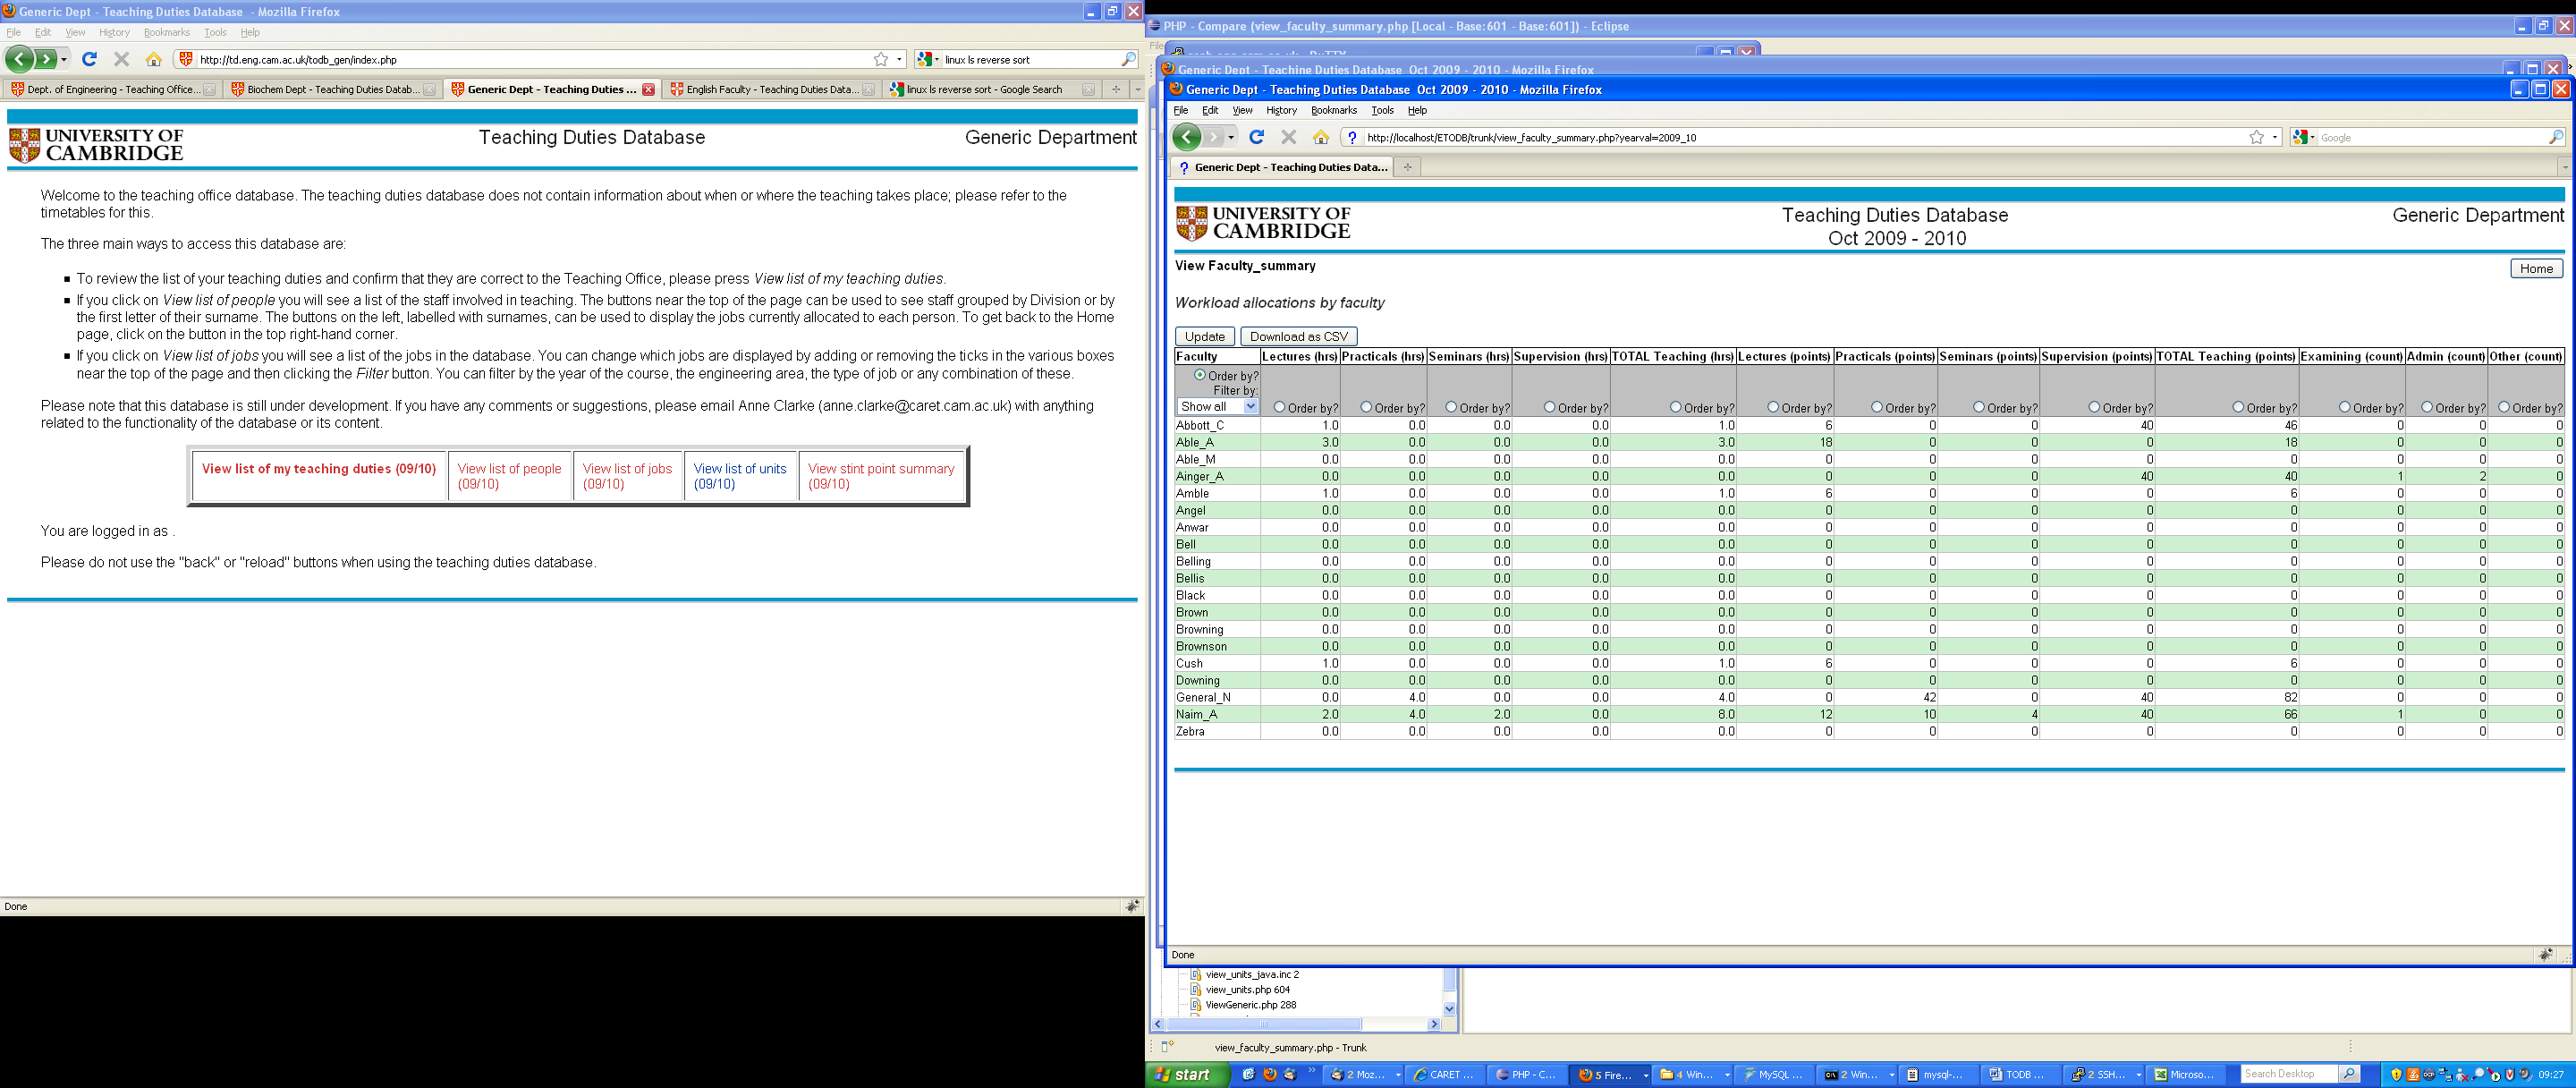 Generic Dept - Teaching Duties Database - Mozilla Firefox
File Edit View History Bookmarks Tools Help
http://td.eng.cam.ac.uk/todb_gen/index.php
linux ls reverse sort
Dept. of Engineering - Teaching Office...
Biochem Dept - Teaching Duties Datab...
Generic Dept - Teaching Duties ...
English Faculty - Teaching Duties Data...
linux ls reverse sort - Google Search
UNIVERSITY OF
CAMBRIDGE
Teaching Duties Database
Generic Department
Welcome to the teaching office database. The teaching duties database does not contain information about when or where the teaching takes place; please refer to the
timetables for this.
The three main ways to access this database are:
To review the list of your teaching duties and confirm that they are correct to the Teaching Office, please press View list of my teaching duties.
If you click on View list of people you will see a list of the staff involved in teaching. The buttons near the top of the page can be used to see staff grouped by Division or by
the first letter of their surname. The buttons on the left, labelled with surnames, can be used to display the jobs currently allocated to each person. To get back to the Home
page, click on the button in the top right-hand corner.
If you click on View list of jobs you will see a list of the jobs in the database. You can change which jobs are displayed by adding or removing the ticks in the various boxes
near the top of the page and then clicking the Filter button. You can filter by the year of the course, the engineering area, the type of job or any combination of these.
Please note that this database is still under development. If you have any comments or suggestions, please email Anne Clarke (anne.clarke@caret.cam.ac.uk) with anything
related to the functionality of the database or its content.
View list of my teaching duties (09/10)
View list of people
(09/10)
View list of jobs
(09/10)
View list of units
(09/10)
View stint point summary
(09/10)
You are logged in as .
Please do not use the "back" or "reload" buttons when using the teaching duties database.
Done
PHP - Compare (view_faculty_summary.php [Local - Base:601 - Base:601]) - Eclipse
File
Generic Dept - Teaching Duties Database Oct 2009 - 2010 - Mozilla Firefox
Generic Dept - Teaching Duties Database Oct 2009 - 2010 - Mozilla Firefox
File Edit View History Bookmarks Tools Help
http://localhost/ETODB/trunk/view_faculty_summary.php?yearval=2009_10
Google
Generic Dept - Teaching Duties Data...
UNIVERSITY OF
CAMBRIDGE
Teaching Duties Database
Oct 2009 - 2010
Generic Department
View Faculty_summary
Home
Workload allocations by faculty
Update Download as CSV
Faculty Lectures (hrs) Practicals (hrs) Seminars (hrs) Supervision (hrs) TOTAL Teaching (hrs) Lectures (points) Practicals (points) Seminars (points) Supervision (points) TOTAL Teaching (points) Examining (count) Admin (count) Other (count)
Order by?
Filter by:
Show all Order by? Order by? Order by? Order by? Order by? Order by? Order by? Order by? Order by? Order by? Order by? Order by? Order by?
Abbott_C 1.0 0.0 0.0 0.0 1.0 6 0 0 40 46 0 0 0
Able_A 3.0 0.0 0.0 0.0 3.0 18 0 0 0 18 0 0 0
Able_M 0.0 0.0 0.0 0.0 0.0 0 0 0 0 0 0 0 0
Ainger_A 0.0 0.0 0.0 0.0 0.0 0 0 0 40 40 1 2 0
Amble 1.0 0.0 0.0 0.0 1.0 6 0 0 0 6 0 0 0
Angel 0.0 0.0 0.0 0.0 0.0 0 0 0 0 0 0 0 0
Anwar 0.0 0.0 0.0 0.0 0.0 0 0 0 0 0 0 0 0
Bell 0.0 0.0 0.0 0.0 0.0 0 0 0 0 0 0 0 0
Belling 0.0 0.0 0.0 0.0 0.0 0 0 0 0 0 0 0 0
Bellis 0.0 0.0 0.0 0.0 0.0 0 0 0 0 0 0 0 0
Black 0.0 0.0 0.0 0.0 0.0 0 0 0 0 0 0 0 0
Brown 0.0 0.0 0.0 0.0 0.0 0 0 0 0 0 0 0 0
Browning 0.0 0.0 0.0 0.0 0.0 0 0 0 0 0 0 0 0
Brownson 0.0 0.0 0.0 0.0 0.0 0 0 0 0 0 0 0 0
Cush 1.0 0.0 0.0 0.0 1.0 6 0 0 0 6 0 0 0
Downing 0.0 0.0 0.0 0.0 0.0 0 0 0 0 0 0 0 0
General_N 0.0 4.0 0.0 0.0 4.0 0 42 0 40 82 0 0 0
Naim_A 2.0 4.0 2.0 0.0 8.0 12 10 4 40 66 1 0 0
Zebra 0.0 0.0 0.0 0.0 0.0 0 0 0 0 0 0 0 0
Done
view_units_java.inc 2
view_units.php 604
ViewGeneric.php 288
view_faculty_summary.php - Trunk
start
2 Moz...
CARET ...
PHP - C...
5 Fire...
4 Win...
MySQL ...
2 Win...
mysql-...
TODB ...
2 SSH...
Microso...
Search Desktop
09:27